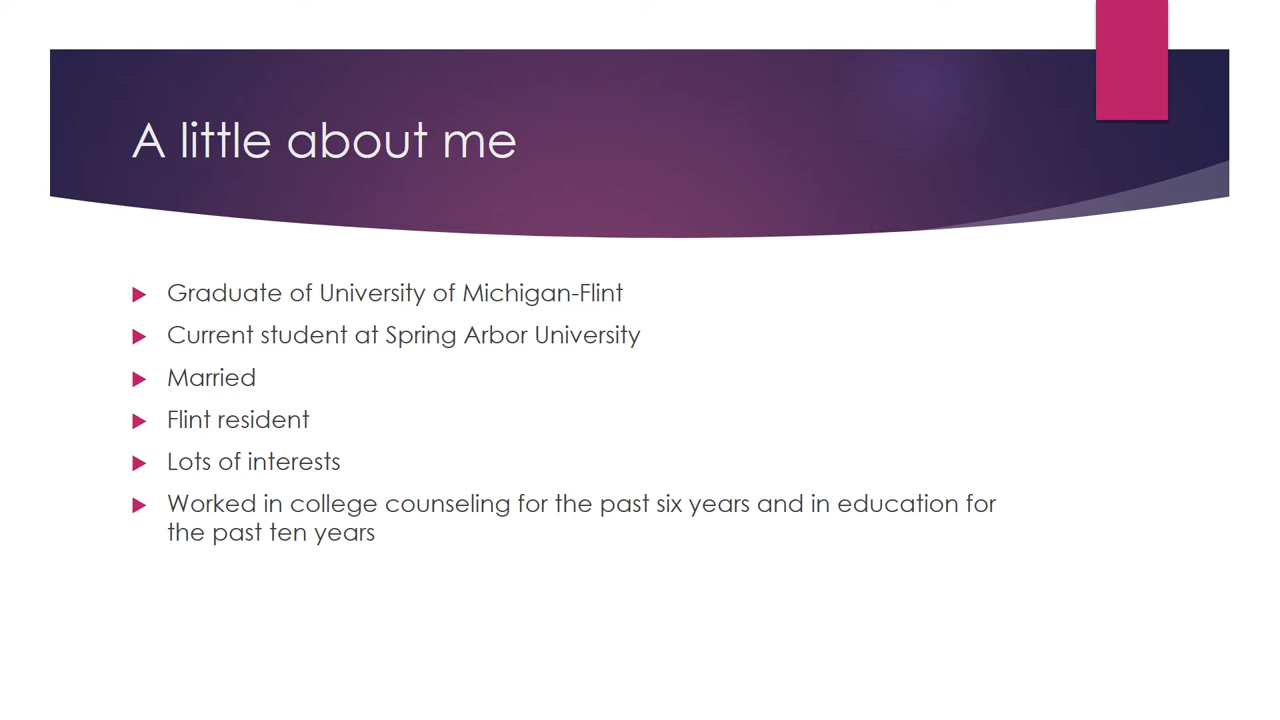 A little about me
Graduate of University of Michigan-Flint
Current student at Spring Arbor University
Married
Flint resident
Lots of interests
Worked in college counseling for the past six years and in education for
the past ten years